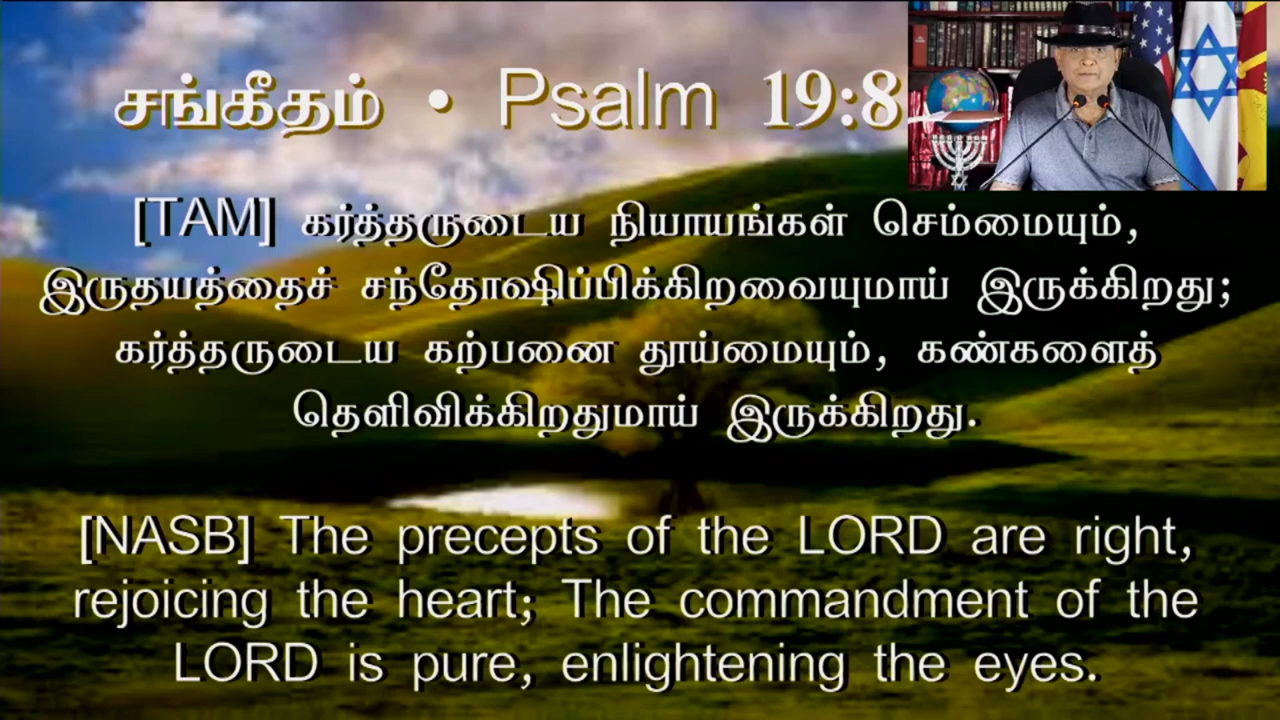 சங்கீதம் • Psalm 19:8
[TAM] கர்த்தருடைய நியாயங்கள் செம்மையும்,
இருதயத்தைச் சந்தோஷிப்பிக்கிறவையுமாய் இருக்கிறது;
கர்த்தருடைய கற்பனை தூய்மையும், கண்களைத்
தெளிவிக்கிறதுமாய் இருக்கிறது.
[NASB] The precepts of the LORD are right,
rejoicing the heart; The commandment of the
LORD is pure, enlightening the eyes.